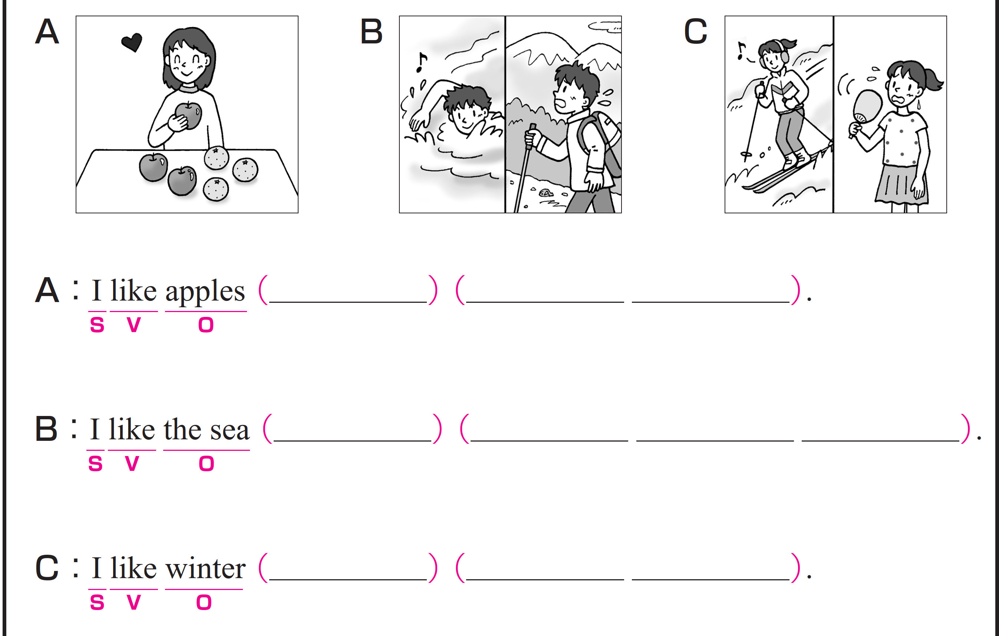 A B C
A : I like apples (__________) (__________ __________).
S V O
B : I like the sea (__________) (__________ __________ __________).
S V O
C : I like winter (__________) (__________ __________).
S V O